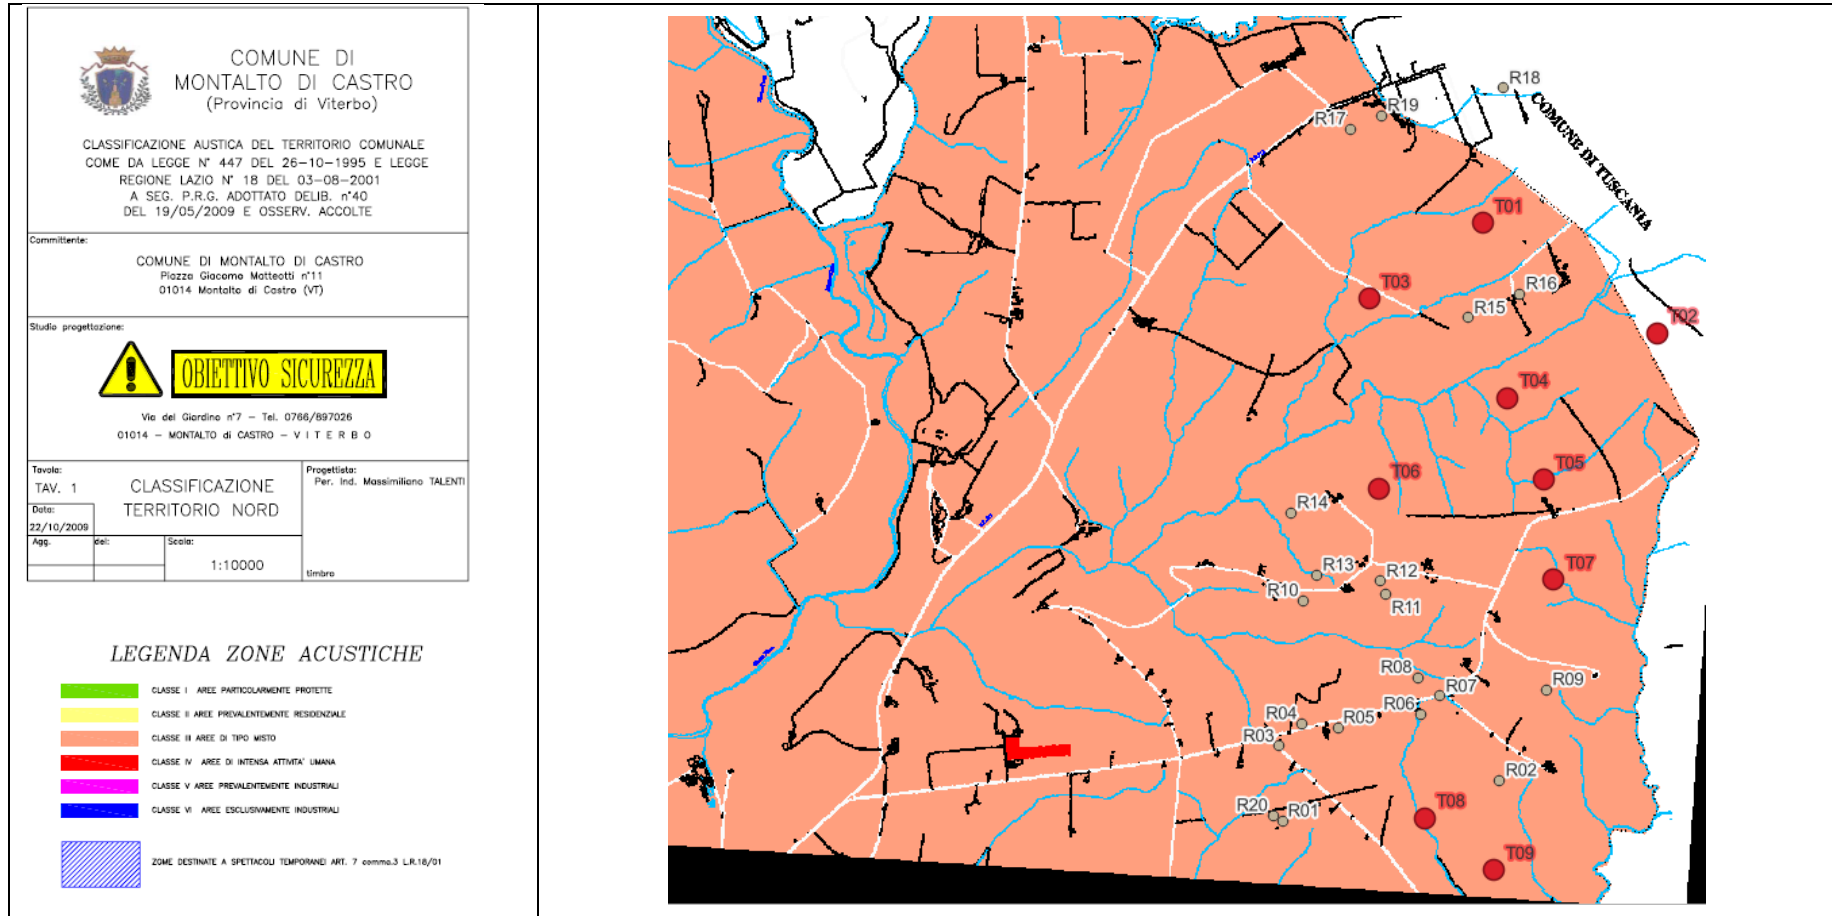 COMUNE DI
MONTALTO DI CASTRO
(Provincia di Viterbo)
CLASSIFICAZIONE AUSTICA DEL TERRITORIO COMUNALE
COME DA LEGGE N° 447 DEL 26-10-1995 E LEGGE
REGIONE LAZIO N° 18 DEL 03-08-2001
A SEG. P.R.G. ADOTTATO DELIB. n°40
DEL 19/05/2009 E OSSERV. ACCOLTE
Committente:
COMUNE DI MONTALTO DI CASTRO
Piazza Giacomo Matteotti n°11
01014 Montalto di Castro (VT)
Studio progettazione:
OBIETTIVO SICUREZZA
Via del Giardino n°7 - Tel. 0766/897026
01014 - MONTALTO di CASTRO - V I T E R B O
Tavola:
TAV. 1
CLASSIFICAZIONE
TERRITORIO NORD
Progettista:
Per. Ind. Massimiliano TALENTI
Data:
22/10/2009
Agg.
del:
Scala:
1:10000
timbro
LEGENDA ZONE ACUSTICHE
CLASSE I AREE PARTICOLARMENTE PROTETTE
CLASSE II AREE PREVALENTEMENTE RESIDENZIALE
CLASSE III AREE DI TIPO MISTO
CLASSE IV AREE DI INTENSA ATTIVITA' UMANA
CLASSE V AREE PREVALENTEMENTE INDUSTRIALI
CLASSE VI AREE ESCLUSIVAMENTE INDUSTRIALI
ZOME DESTINATE A SPETTACOLI TEMPORANEI ART. 7 comma.3 L.R.18/01
R18
COMUNE DI TUSCANIA
R19
R17
T01
T03
R16
R15
T02
T04
T05
T06
R14
R13
R12
T07
R10
R11
R08
R09
R07
R06
R04
R05
R03
R02
R20
R01
T08
T09